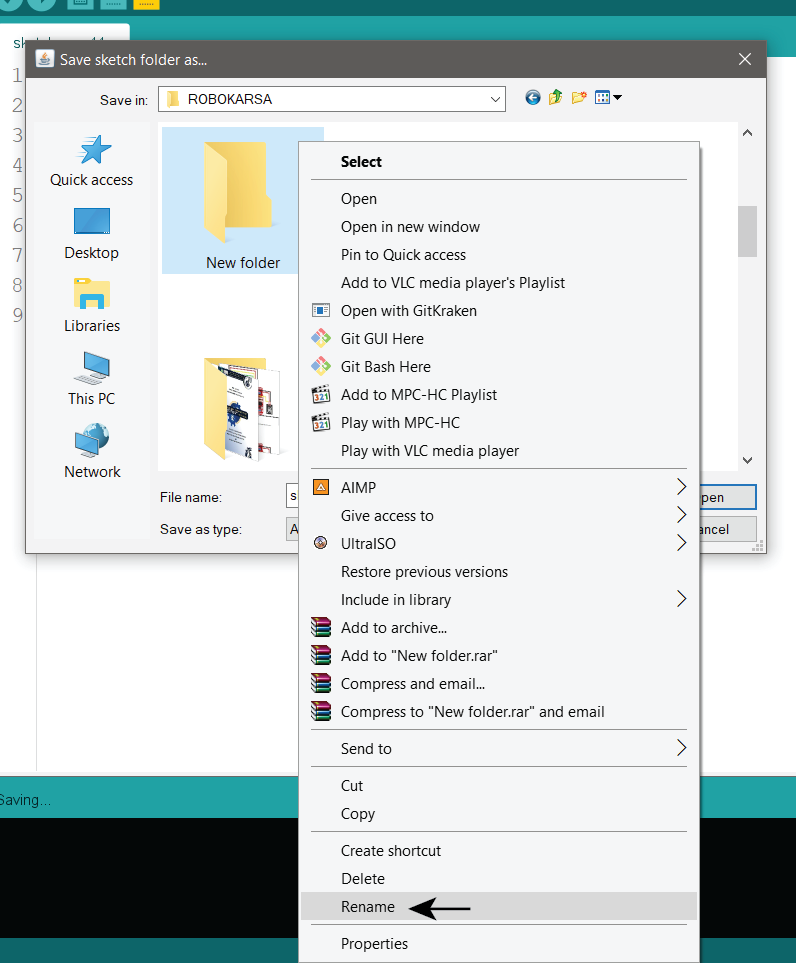 Save sketch folder as...
1
2
3
4
5
6
7
8
9
Save in:
ROBOKARSA
Quick access
Desktop
Libraries
This PC
Network
New folder
File name:
s
Save as type:
A
pen
ancel
Select
Open
Open in new window
Pin to Quick access
Add to VLC media player's Playlist
Open with GitKraken
Git GUI Here
Git Bash Here
Add to MPC-HC Playlist
Play with MPC-HC
Play with VLC media player
AIMP
Give access to
UltraISO
Restore previous versions
Include in library
Add to archive...
Add to "New folder.rar"
Compress and email...
Compress to "New folder.rar" and email
Send to
Cut
Copy
Create shortcut
Delete
Rename
Properties
Saving...